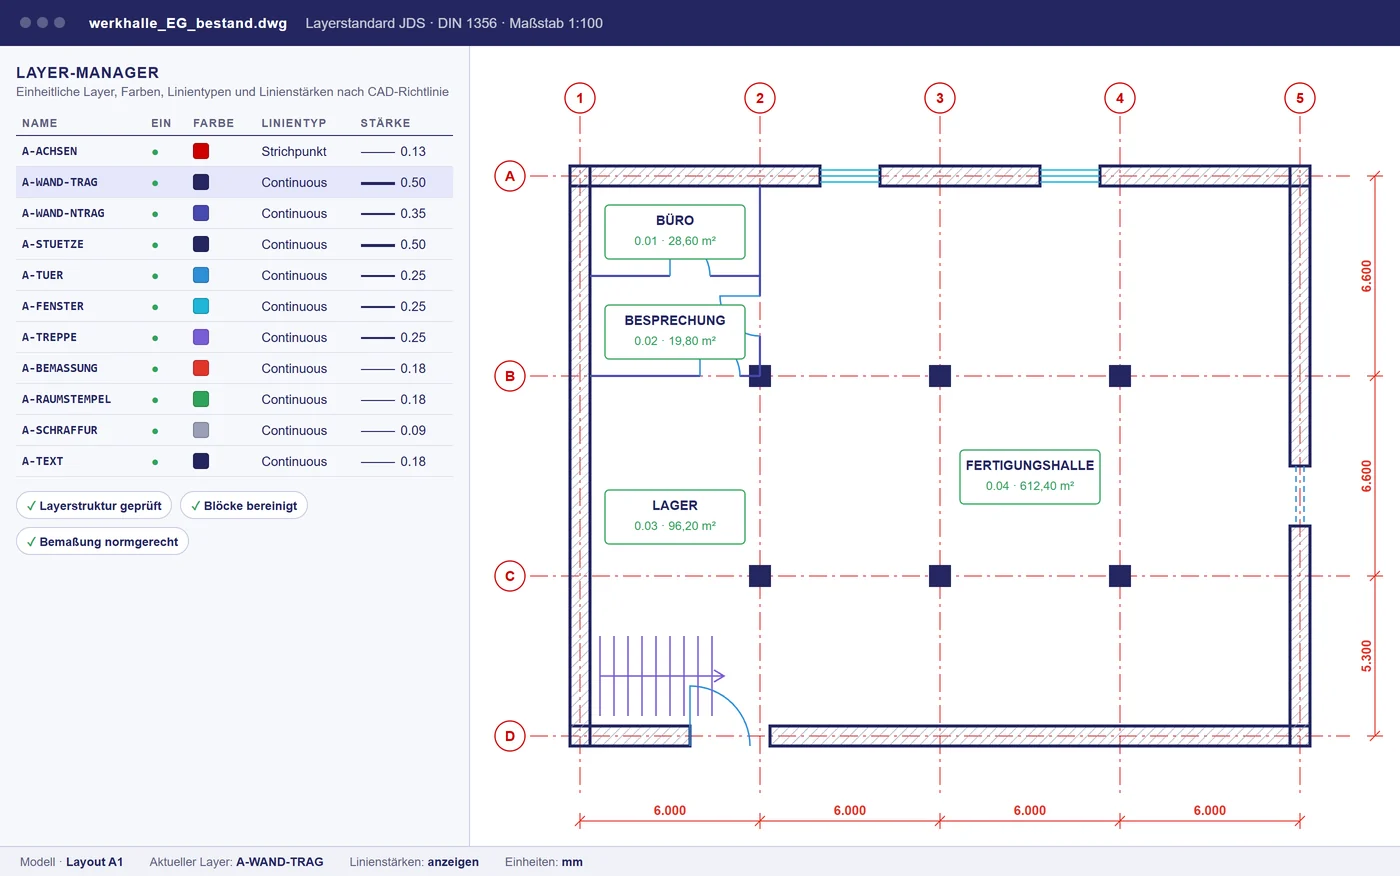 werkhalle_EG_bestand.dwg Layerstandard JDS · DIN 1356 · Maßstab 1:100
LAYER-MANAGER
Einheitliche Layer, Farben, Linientypen und Linienstärken nach CAD-Richtlinie
NAME EIN FARBE LINIENTYP STÄRKE
A-ACHSEN Strichpunkt 0.13
A-WAND-TRAG Continuous 0.50
A-WAND-NTRAG Continuous 0.35
A-STUETZE Continuous 0.50
A-TUER Continuous 0.25
A-FENSTER Continuous 0.25
A-TREPPE Continuous 0.25
A-BEMASSUNG Continuous 0.18
A-RAUMSTEMPEL Continuous 0.18
A-SCHRAFFUR Continuous 0.09
A-TEXT Continuous 0.18
✓ Layerstruktur geprüft ✓ Blöcke bereinigt
✓ Bemaßung normgerecht
1 2 3 4 5
A
BÜRO
0.01 · 28,60 m²
6.600
BESPRECHUNG
0.02 · 19,80 m²
B
FERTIGUNGSHALLE
0.04 · 612,40 m²
6.600
LAGER
0.03 · 96,20 m²
C
5.300
D
6.000 6.000 6.000 6.000
Modell · Layout A1 Aktueller Layer: A-WAND-TRAG Linienstärken: anzeigen Einheiten: mm